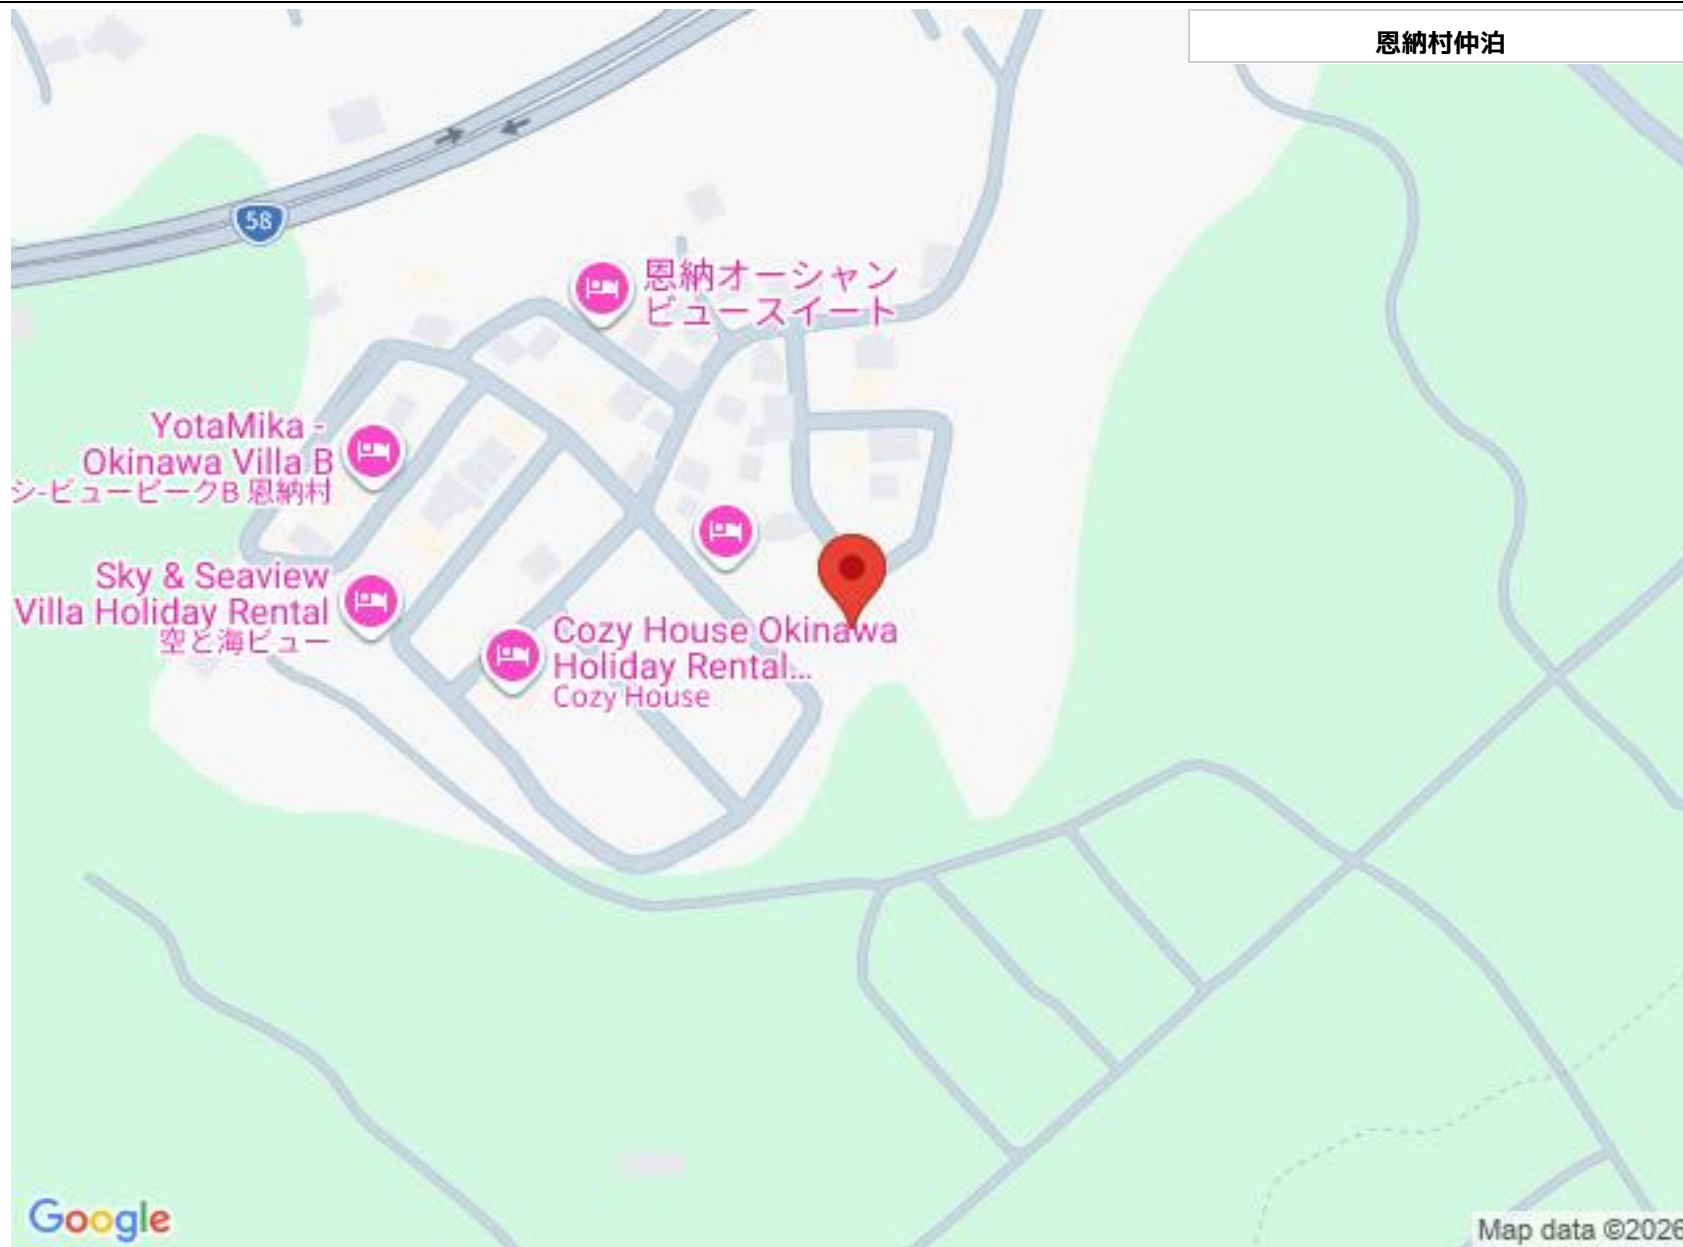 恩納村仲泊
58
恩納オーシャン
ビュースイート
YotaMika -
Okinawa Villa B
シ-ビューピークB 恩納村
Sky & Seaview
Villa Holiday Rental
空と海ビュー
Cozy House Okinawa
Holiday Rental...
Cozy House
Google
Map data ©2026